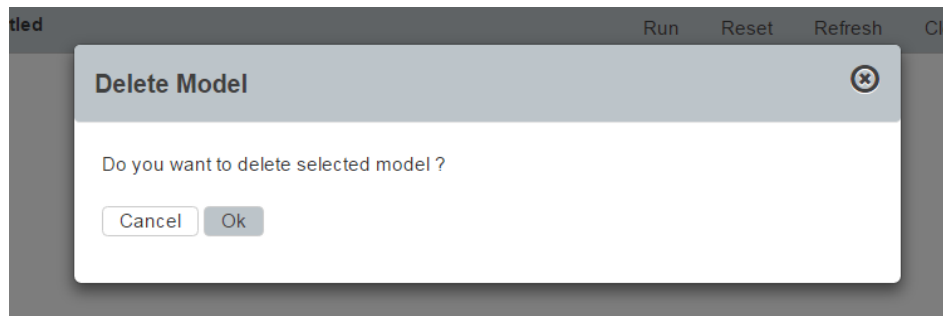 tled Run Reset Refresh
Delete Model
Do you want to delete selected model ?
Cancel Ok